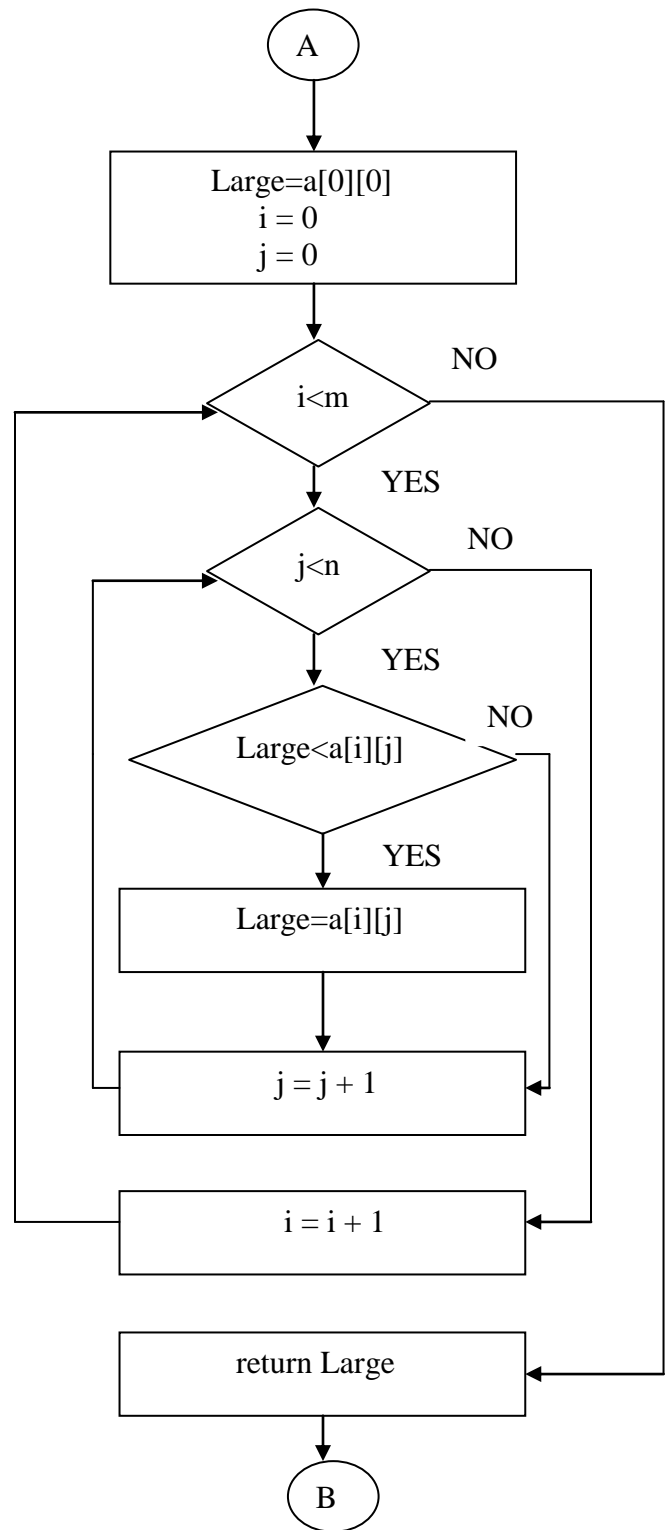 A
Large=a[0][0]
i = 0
j = 0
NO
i<m
YES
NO
j<n
YES
NO
Large<a[i][j]
YES
Large=a[i][j]
j = j + 1
i = i + 1
return Large
B